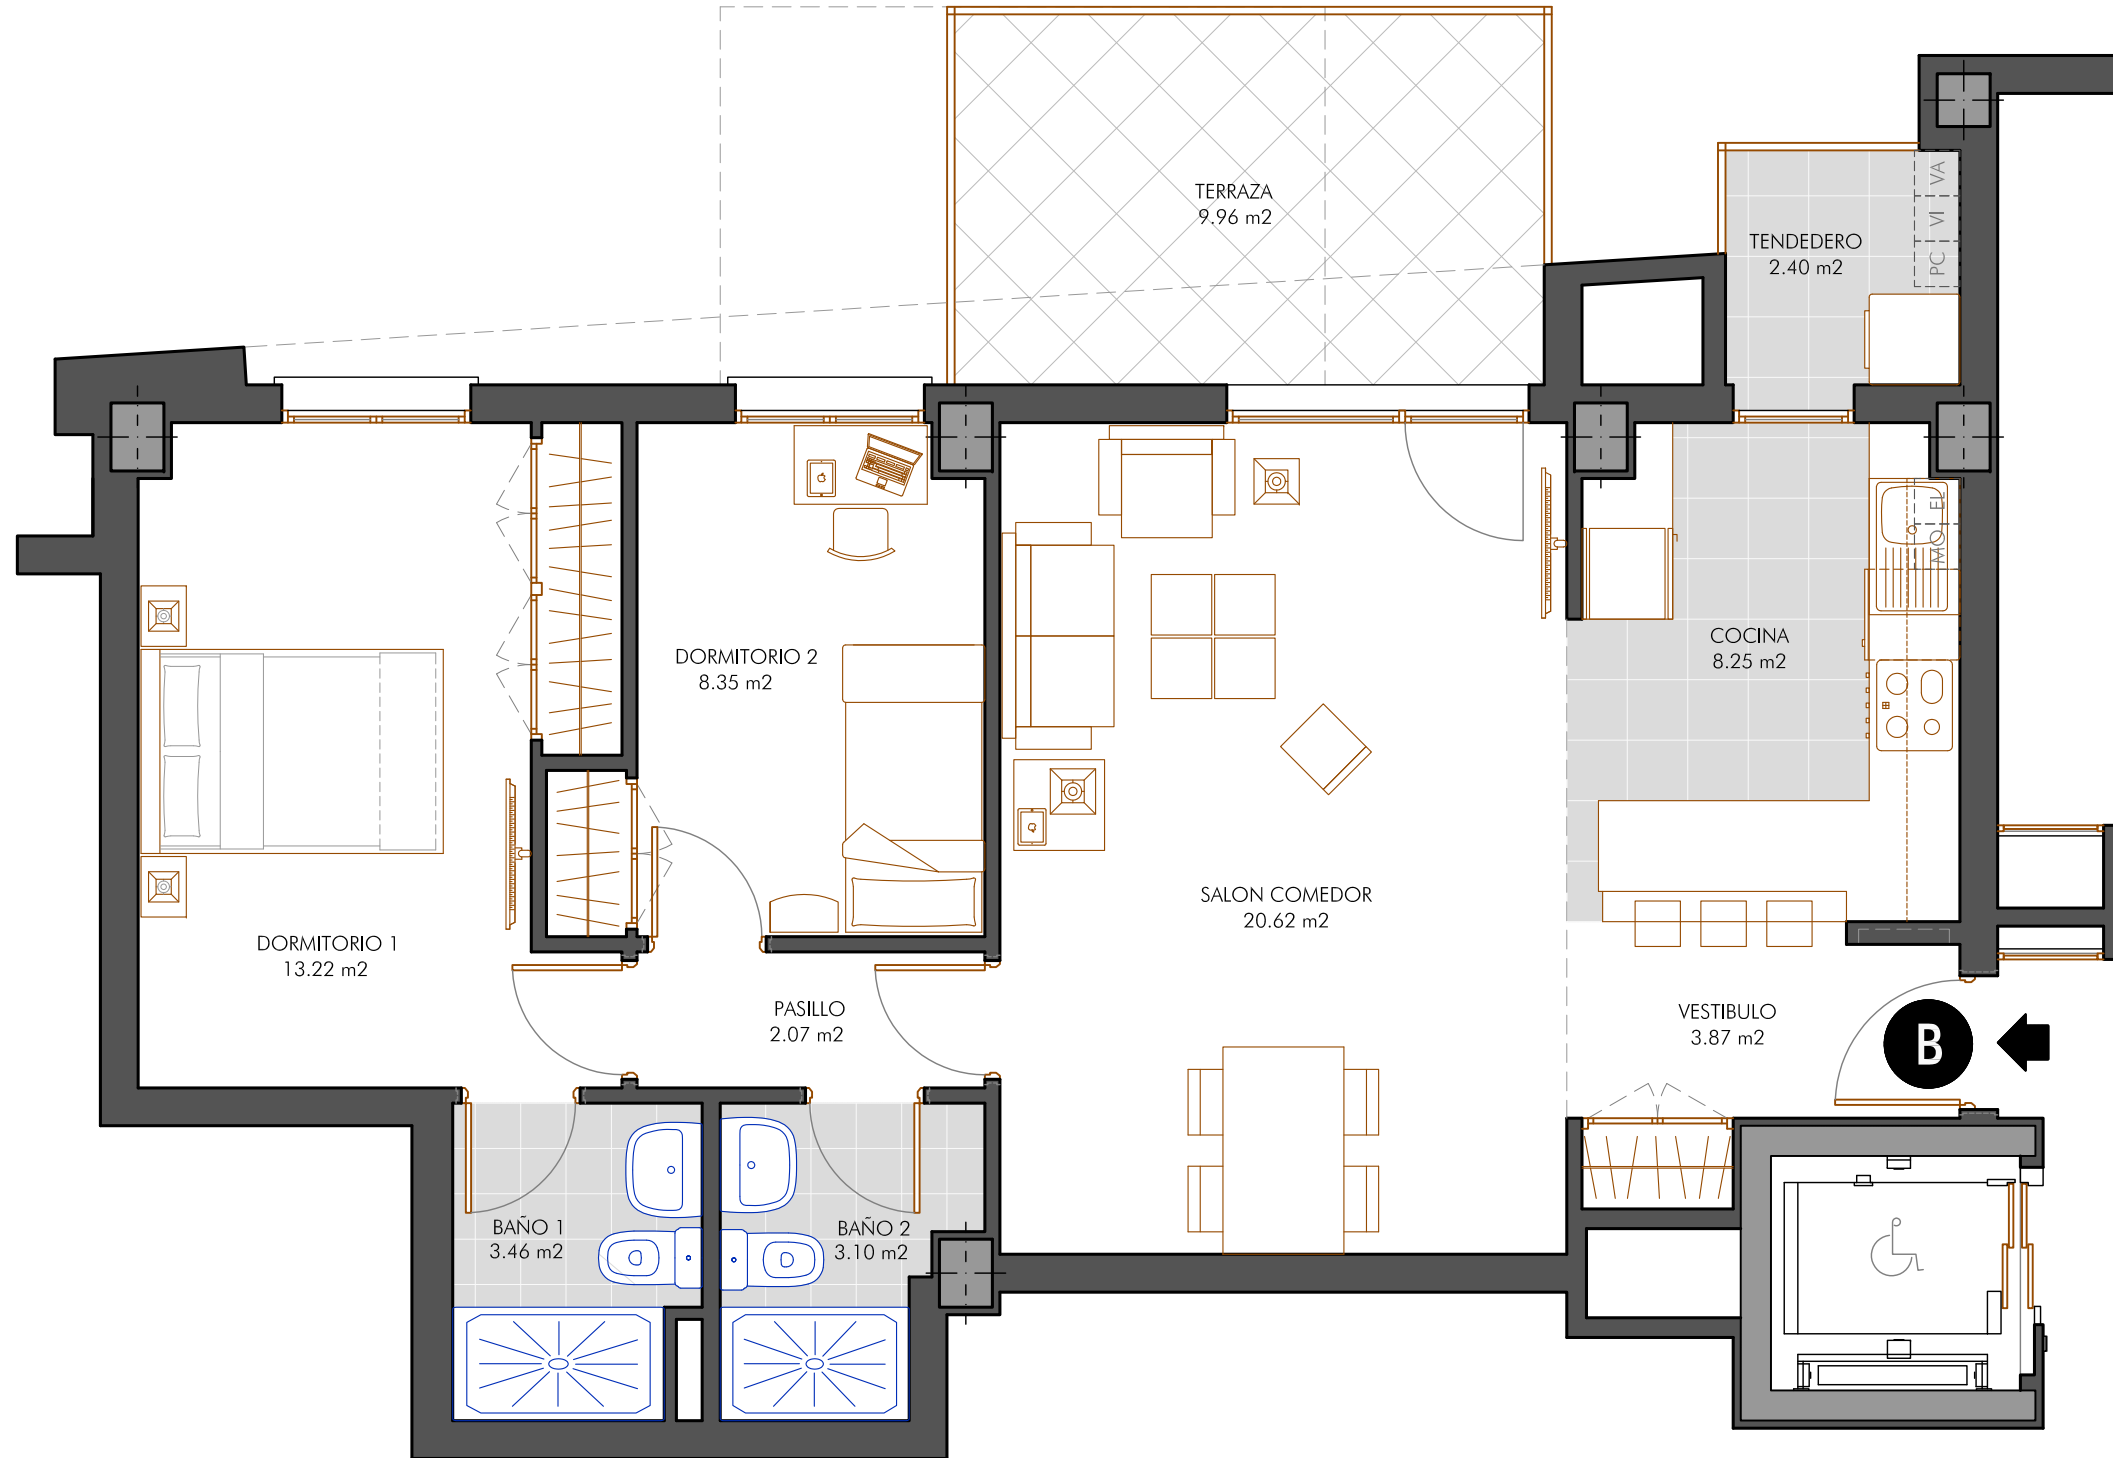 TERRAZA
9.96 m2
TENDEDERO
2.40 m2
VA
VI
PC
DORMITORIO 2
8.35 m2
COCINA
8.25 m2
EL
MO
SALON COMEDOR
20.62 m2
DORMITORIO 1
13.22 m2
PASILLO
2.07 m2
VESTIBULO
3.87 m2
B
BAÑO 1
3.46 m2
BAÑO 2
3.10 m2